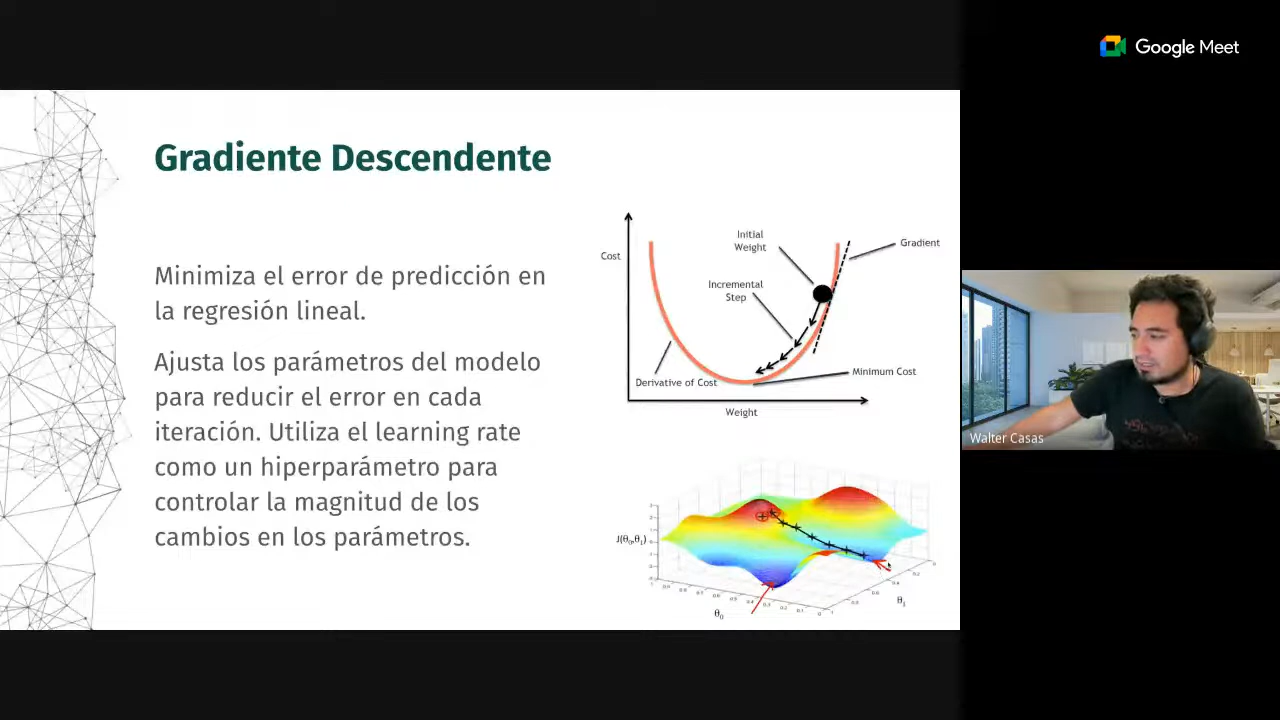 Google Meet
Gradiente Descendente
Minimiza el error de predicción en
la regresión lineal.
Ajusta los parámetros del modelo
para reducir el error en cada
iteración. Utiliza el learning rate
como un hiperparámetro para
controlar la magnitud de los
cambios en los parámetros.
Cost
Initial
Weight
Gradient
Incremental
Step
Derivative of Cost
Minimum Cost
Weight
J(θ₀,θ₁)
θ₀
θ₁
Walter Casas